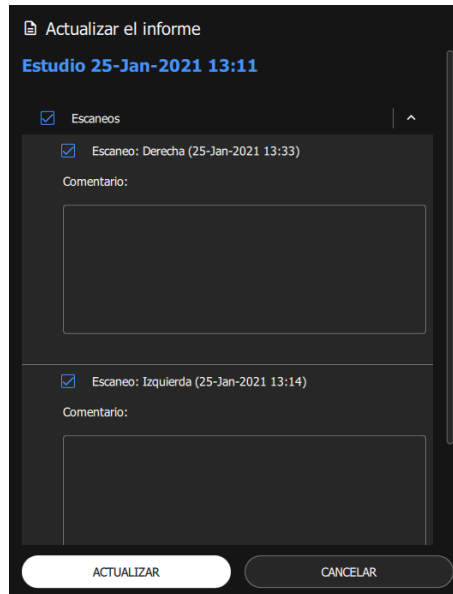 Actualizar el informe
Estudio 25-Jan-2021 13:11
Escaneos
Escaneo: Derecha (25-Jan-2021 13:33)
Comentario:
Escaneo: Izquierda (25-Jan-2021 13:14)
Comentario:
ACTUALIZAR CANCELAR